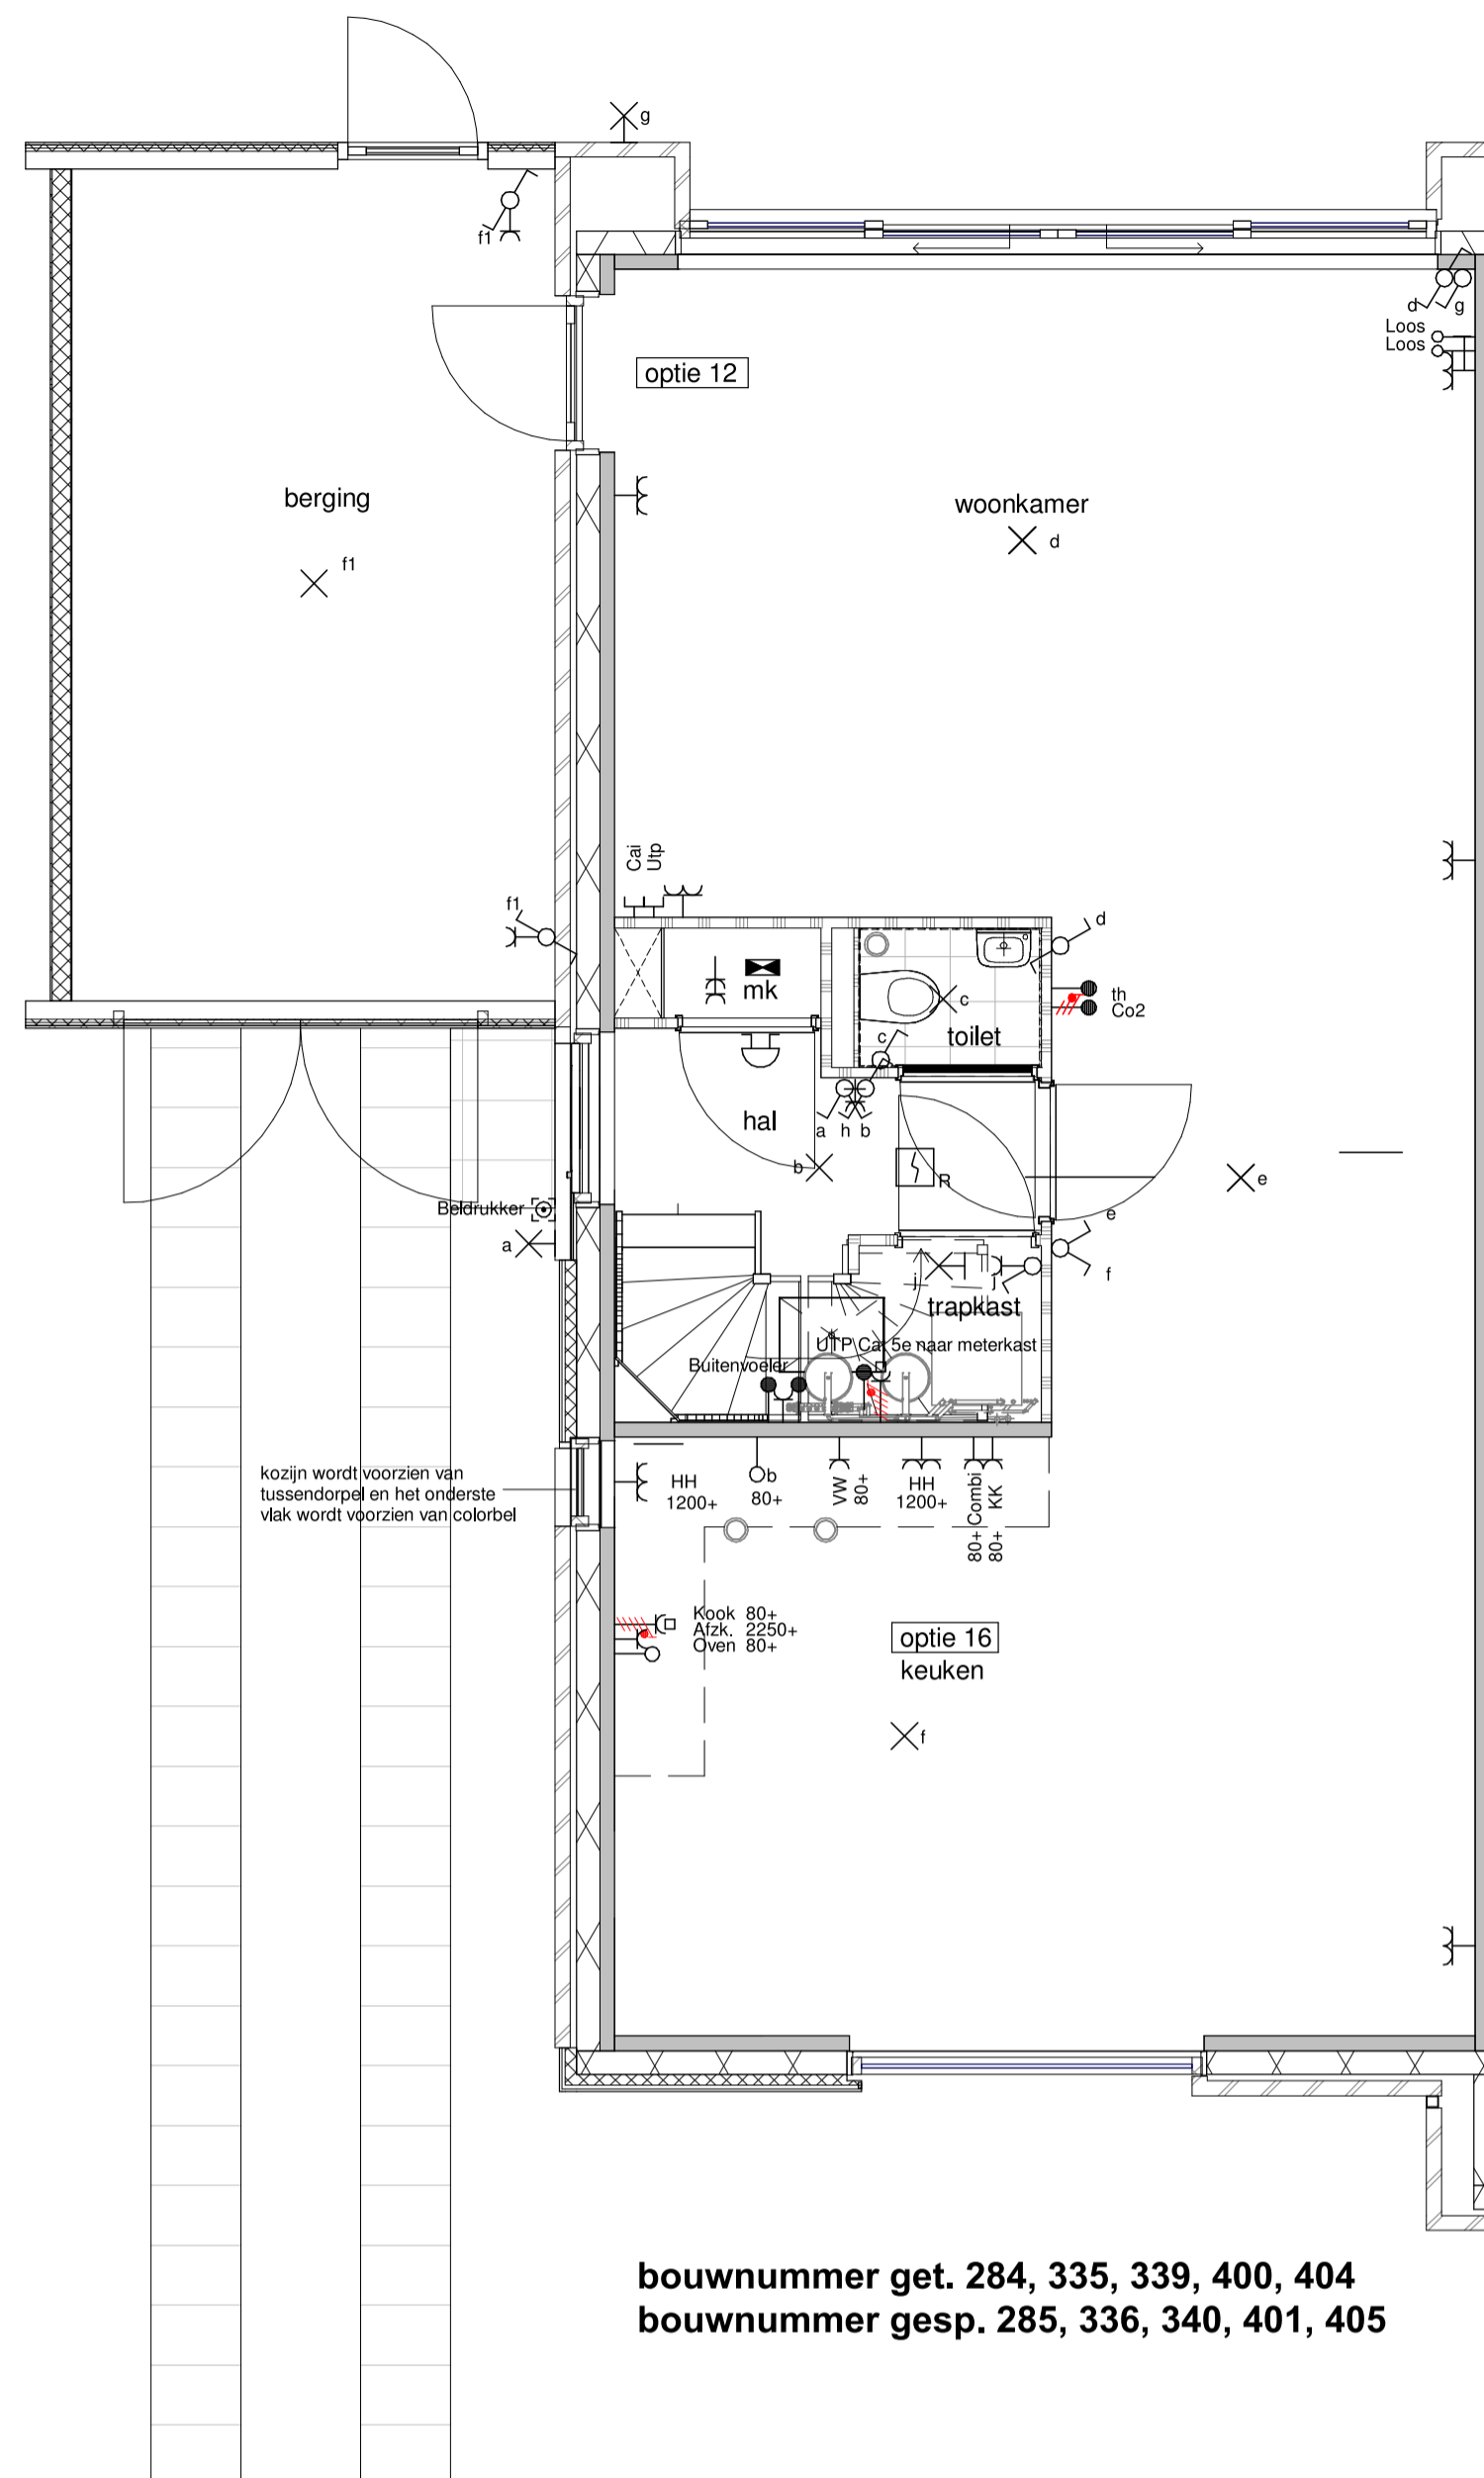 g
f1
d
g
Loos
Loos
optie 12
berging
woonkamer
d
f1
Cai
Utp
f1
d
mk
c
th
Co2
c
toilet
hal
a
h
b
b
R
e
Beldrukker
a
e
f
j
j
trapkast
UTP Cat 5e naar meterkast
Buitenvoeler
kozijn wordt voorzien van
tussendorpel en het onderste
vlak wordt voorzien van colorbel
HH
1200+
b
80+
VW
80+
HH
1200+
80+ Combi
80+ KK
Kook 80+
Afzk. 2250+
Oven 80+
optie 16
keuken
f
bouwnummer get. 284, 335, 339, 400, 404
bouwnummer gesp. 285, 336, 340, 401, 405